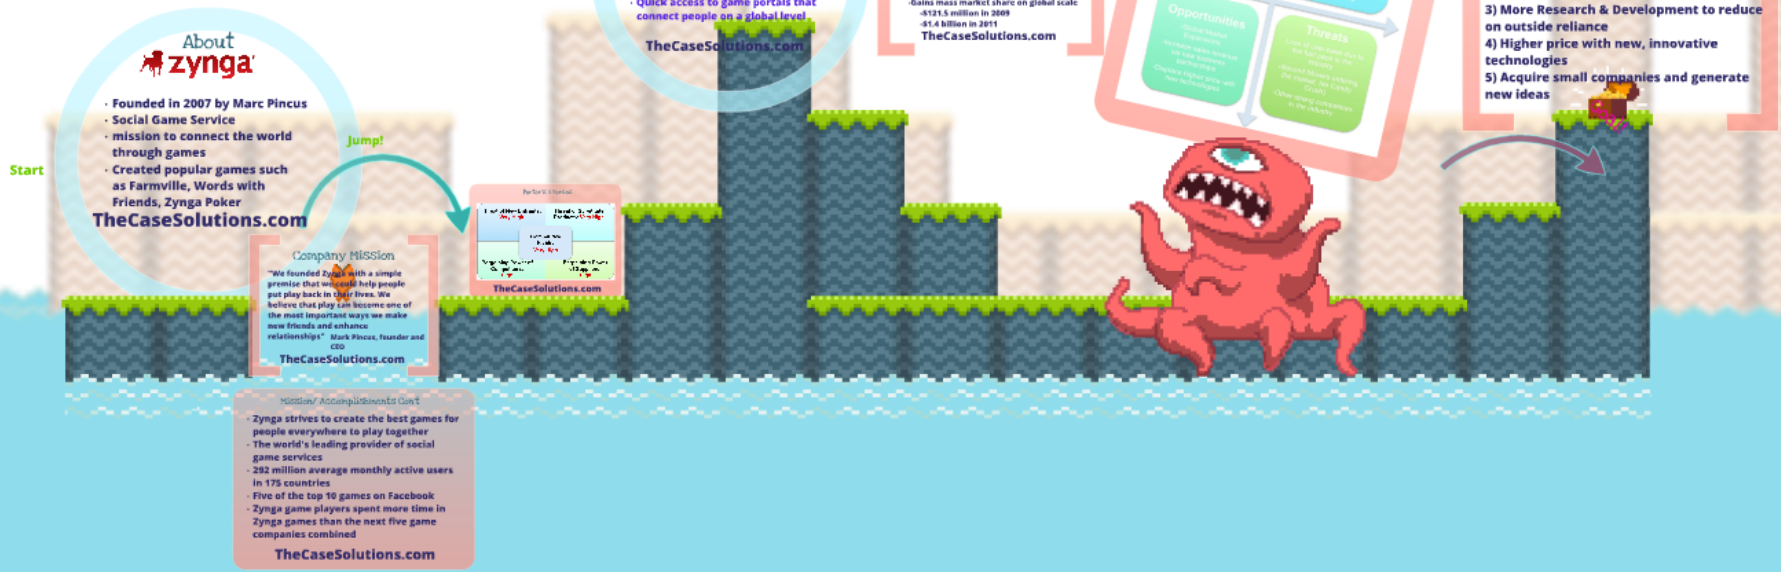 Start
About
zynga
· Founded in 2007 by Marc Pincus
· Social Game Service
· mission to connect the world
through games
· Created popular games such
as Farmville, Words with
Friends, Zynga Poker
TheCaseSolutions.com
Jump!
Company Mission
"We founded Zynga with a simple
premise that we could help people
put play back in their lives. We
believe that play can become one of
the most important ways we make
new friends and enhance
relationships" Mark Pincus, founder and
CEO
TheCaseSolutions.com
Mission/ Accomplishments Con't
· Zynga strives to create the best games for
people everywhere to play together
· The world's leading provider of social
game services
· 292 million average monthly active users
in 175 countries
· Five of the top 10 games on Facebook
· Zynga game players spent more time in
Zynga games than the next five game
companies combined
TheCaseSolutions.com
Very High
Very High
TheCaseSolutions.com
· Quick access to game portals that
connect people on a global level
TheCaseSolutions.com
-Gains mass market share on global scale
-$121.5 million in 2009
-$1.4 billion in 2011
TheCaseSolutions.com
Opportunities
Threats
3) More Research & Development to reduce
on outside reliance
4) Higher price with new, innovative
technologies
5) Acquire small companies and generate
new ideas